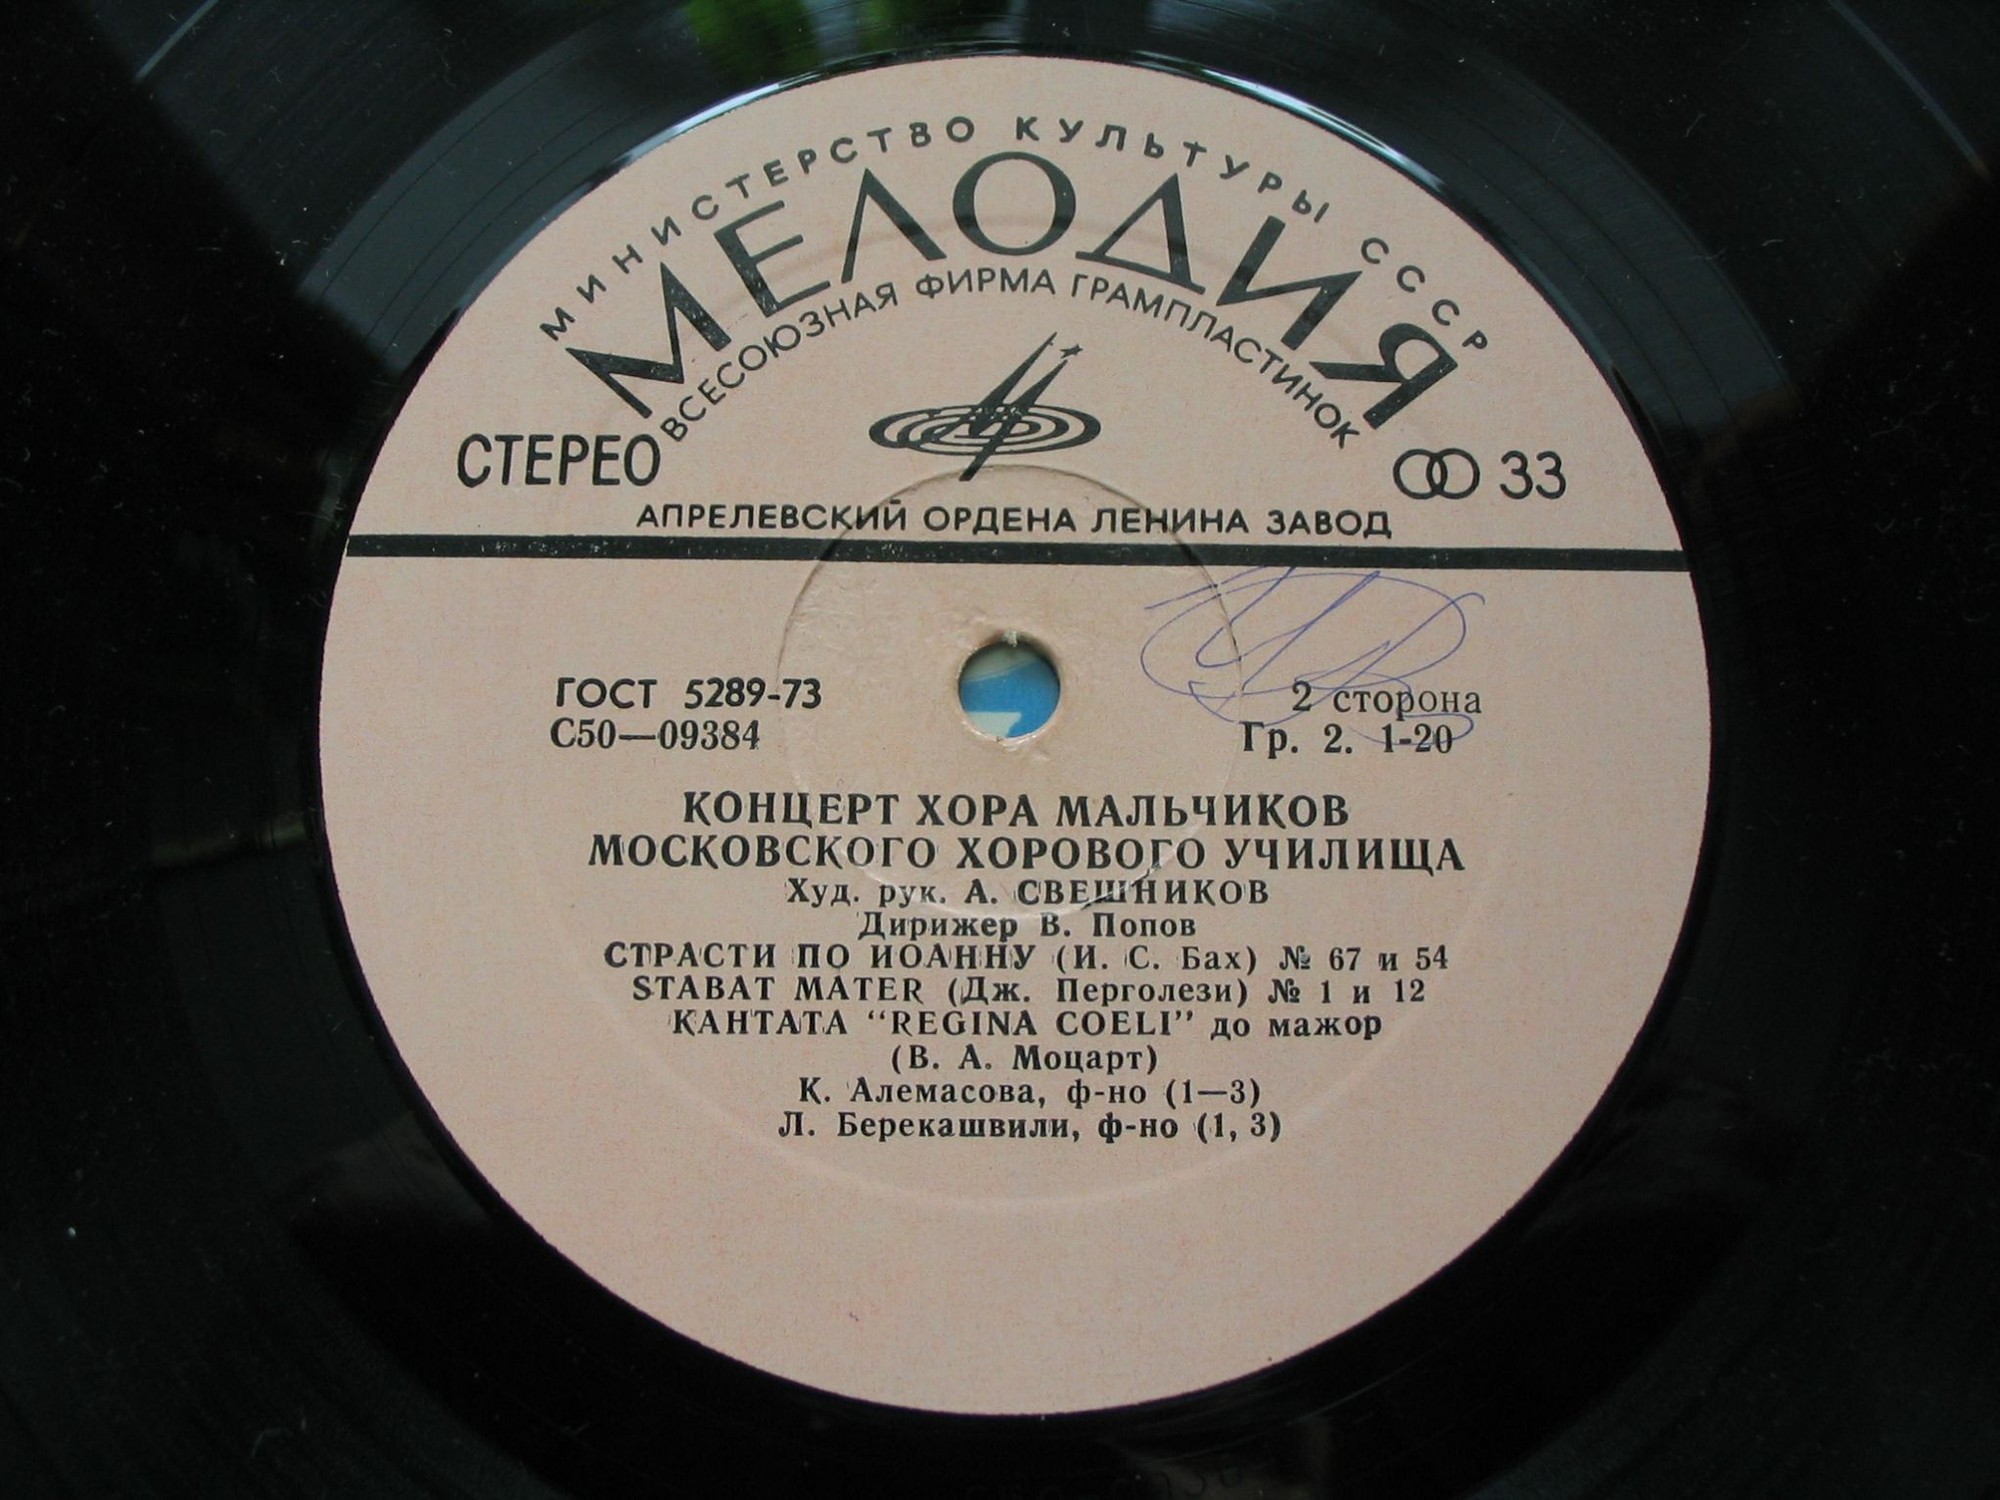 МИНИСТЕРСТВО КУЛЬТУРЫ СССР
МЕЛОДИЯ
ВСЕСОЮЗНАЯ ФИРМА ГРАМПЛАСТИНОК
СТЕРЕО
33
АПРЕЛЕВСКИЙ ОРДЕНА ЛЕНИНА ЗАВОД
ГОСТ 5289-73
С50—09384
2 сторона
Гр. 2. 1-20
КОНЦЕРТ ХОРА МАЛЬЧИКОВ
МОСКОВСКОГО ХОРОВОГО УЧИЛИЩА
Худ. рук. А. СВЕШНИКОВ
Дирижер В. Попов
СТРАСТИ ПО ИОАННУ (И. С. Бах) № 67 и 54
STABAT MATER (Дж. Перголези) № 1 и 12
КАНТАТА "REGINA COELI" до мажор
(В. А. Моцарт)
К. Алемасова, ф-но (1—3)
Л. Берекашвили, ф-но (1, 3)